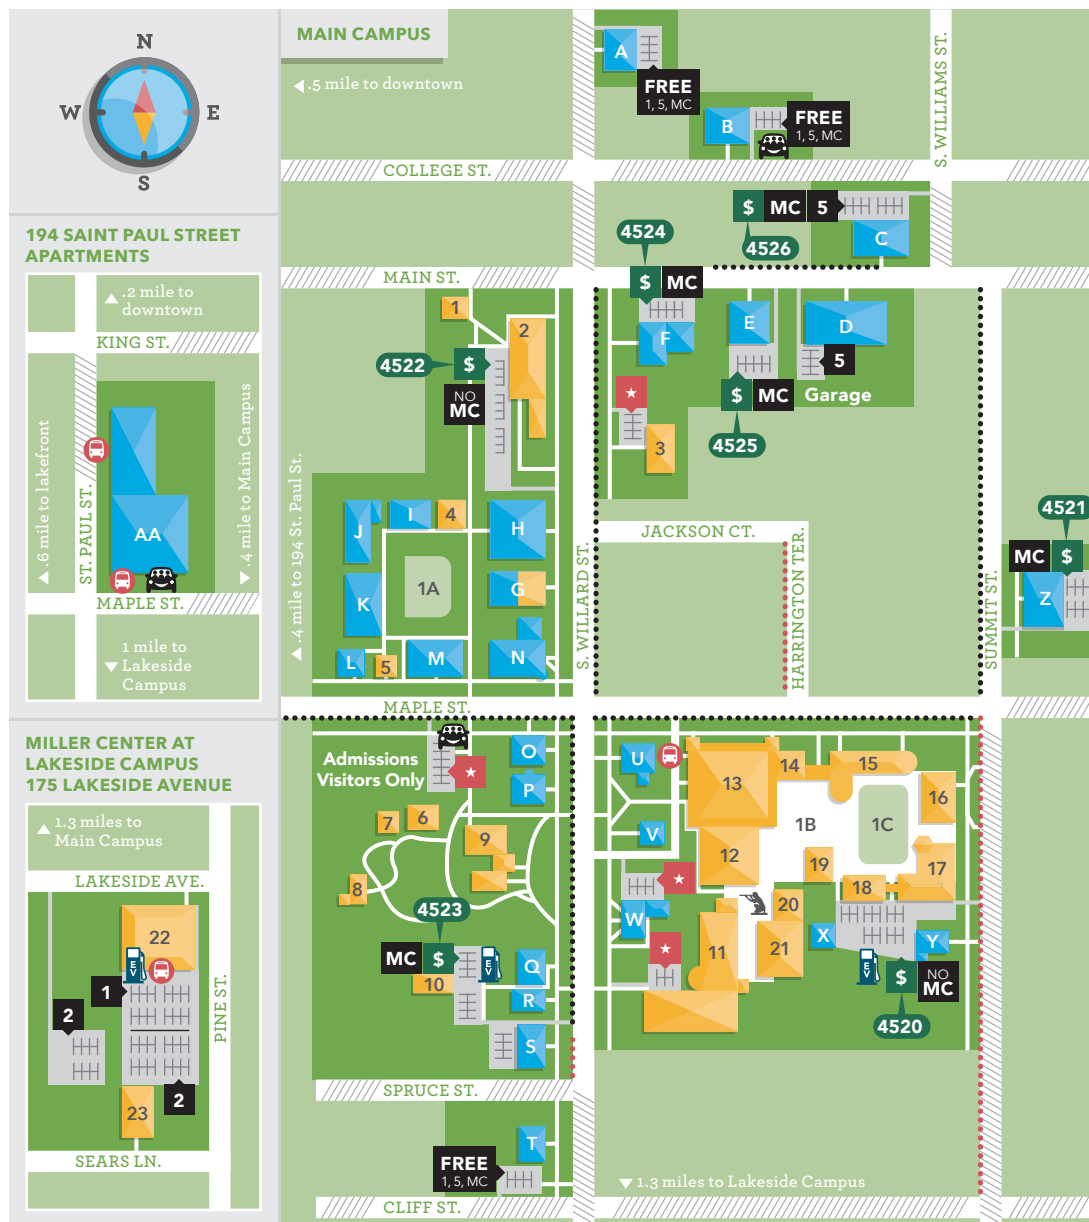 N
W
E
S
MAIN CAMPUS
.5 mile to downtown
A
FREE
1, 5, MC
B
FREE
1, 5, MC
S. WILLIAMS ST.
COLLEGE ST.
$ MC 5
4526
C
4524
$ MC
MAIN ST.
194 SAINT PAUL STREET
APARTMENTS
.2 mile to
downtown
KING ST.
.6 mile to lakefront
ST. PAUL ST.
AA
.4 mile to Main Campus
MAPLE ST.
1 mile to
Lakeside
Campus
1
2
4522
$
NO
MC
F
E
D
5
$ MC
Garage
4525
3
.4 mile to 194 St. Paul St.
J
I
4
H
K
1A
G
L
5
M
N
S. WILLARD ST.
JACKSON CT.
HARRINGTON TER.
SUMMIT ST.
4521
MC $
Z
MAPLE ST.
MILLER CENTER AT
LAKESIDE CAMPUS
175 LAKESIDE AVENUE
1.3 miles to
Main Campus
LAKESIDE AVE.
22
EV
1
2
2
23
PINE ST.
SEARS LN.
Admissions
Visitors Only
O
P
7
6
9
8
4523
MC $
EV
10
Q
R
S
SPRUCE ST.
T
FREE
1, 5, MC
CLIFF ST.
U
13
14
15
16
V
12
1B
1C
19
17
18
W
20
11
21
X
Y
EV
$
NO
MC
4520
1.3 miles to Lakeside Campus